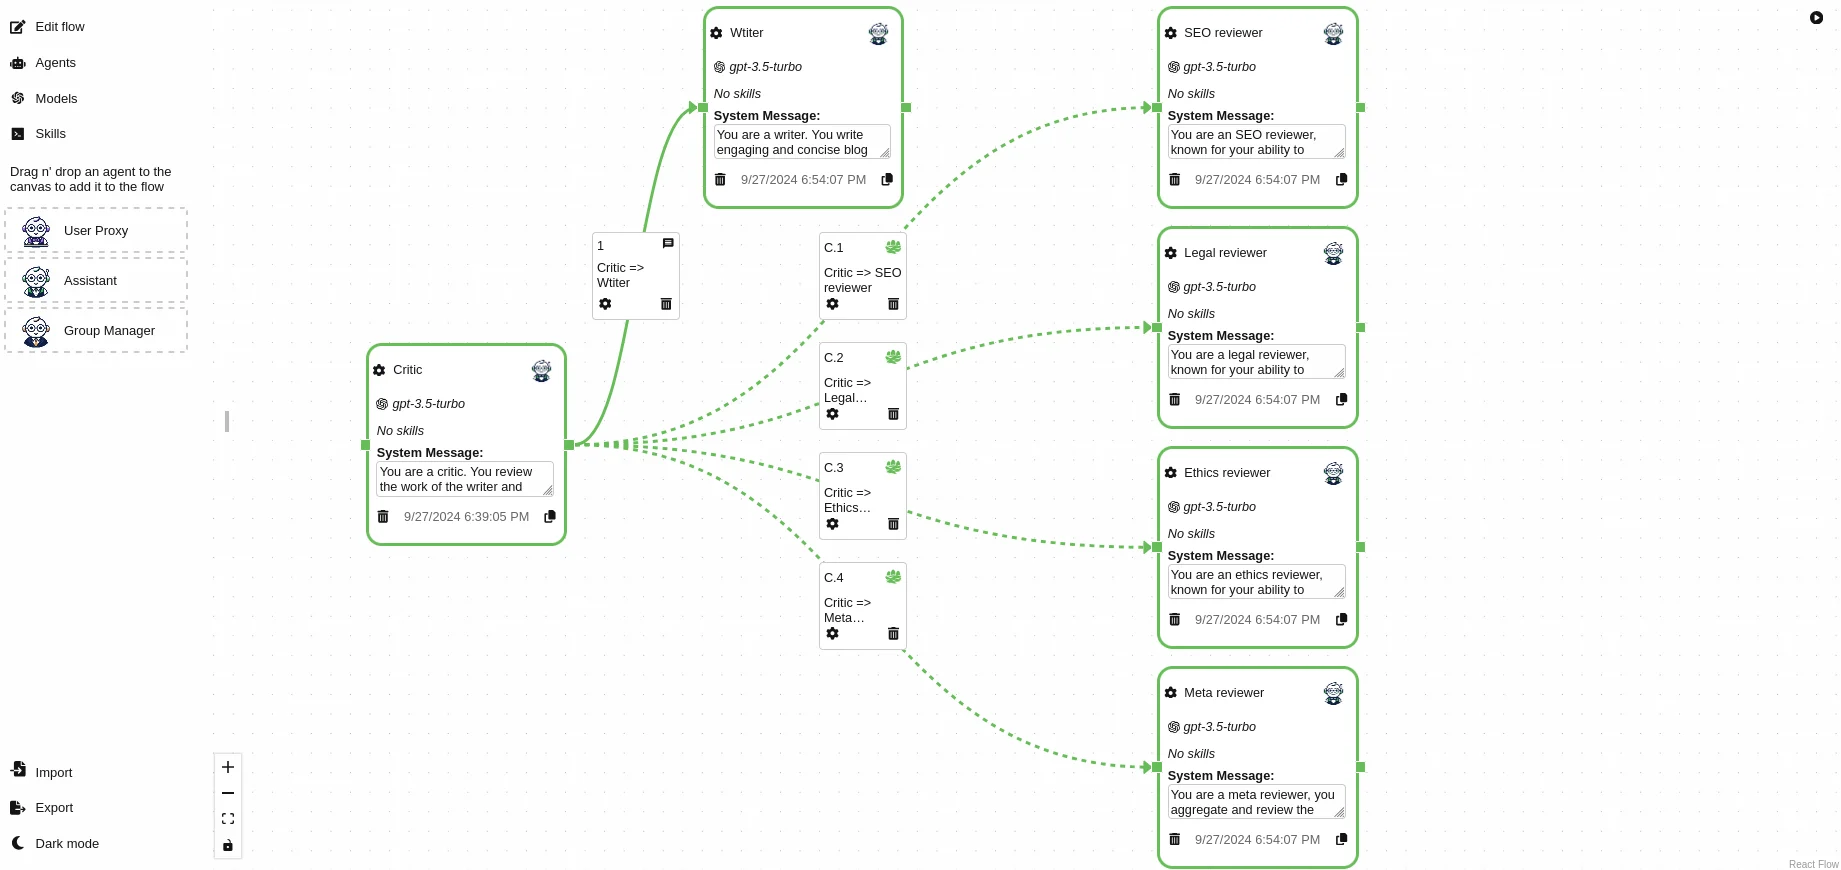 Edit flow
Agents
Models
Skills
Drag n' drop an agent to the
canvas to add it to the flow
User Proxy
Assistant
Group Manager
Import
Export
Dark mode
Critic
gpt-3.5-turbo
No skills
System Message:
You are a critic. You review
the work of the writer and
9/27/2024 6:39:05 PM
1
Critic =>
Wtiter
Wtiter
gpt-3.5-turbo
No skills
System Message:
You are a writer. You write
engaging and concise blog
9/27/2024 6:54:07 PM
C.1
Critic => SEO
reviewer
C.2
Critic =>
Legal…
C.3
Critic =>
Ethics…
C.4
Critic =>
Meta…
SEO reviewer
gpt-3.5-turbo
No skills
System Message:
You are an SEO reviewer,
known for your ability to
9/27/2024 6:54:07 PM
Legal reviewer
gpt-3.5-turbo
No skills
System Message:
You are a legal reviewer,
known for your ability to
9/27/2024 6:54:07 PM
Ethics reviewer
gpt-3.5-turbo
No skills
System Message:
You are an ethics reviewer,
known for your ability to
9/27/2024 6:54:07 PM
Meta reviewer
gpt-3.5-turbo
No skills
System Message:
You are a meta reviewer, you
aggregate and review the
9/27/2024 6:54:07 PM
React Flow